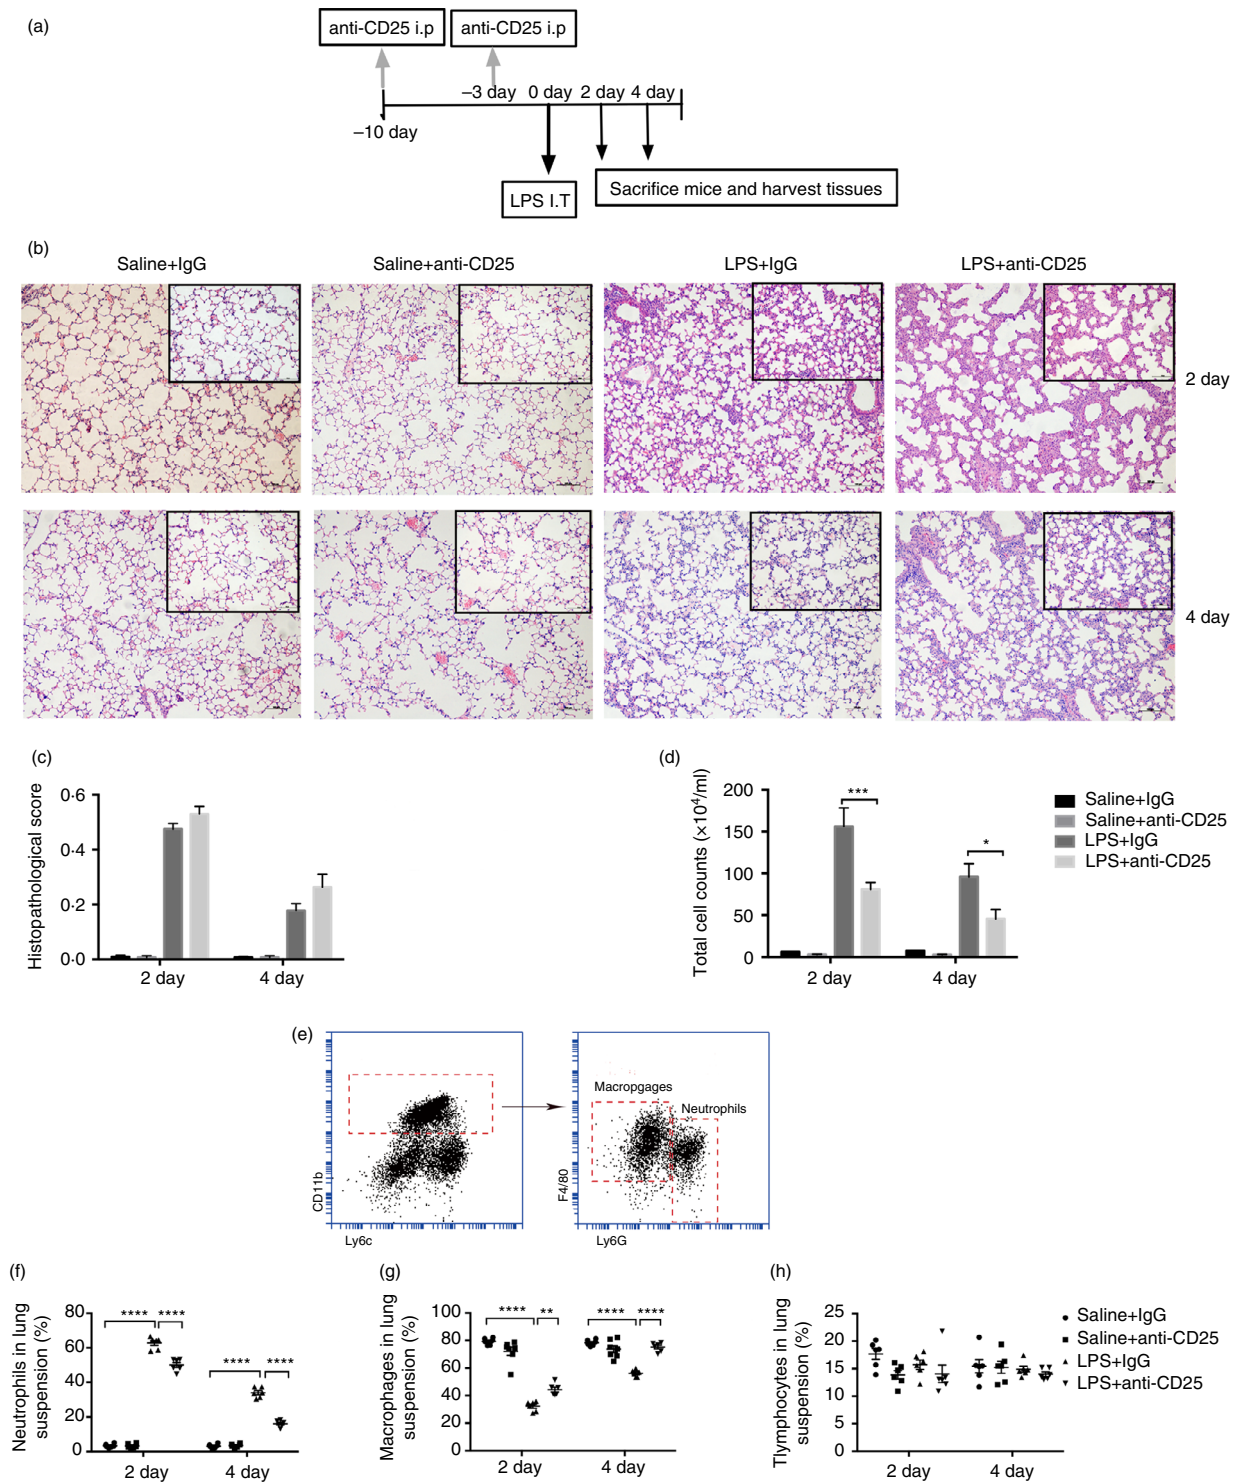 (a)
anti-CD25 i.p
anti-CD25 i.p
–3 day
0 day
2 day
4 day
–10 day
LPS I.T
Sacrifice mice and harvest tissues
(b)
Saline+IgG
Saline+anti-CD25
LPS+IgG
LPS+anti-CD25
2 day
4 day
(c)
Histopathological score
0·6
0·4
0·2
0·0
2 day
4 day
(d)
Total cell counts (×10⁴/ml)
200
150
100
50
0
***
*
2 day
4 day
Saline+IgG
Saline+anti-CD25
LPS+IgG
LPS+anti-CD25
(e)
CD11b
Ly6c
Macropgages
Neutrophils
F4/80
Ly6G
(f)
Neutrophils in lung
suspension (%)
80
60
40
20
0
****
****
****
****
2 day
4 day
(g)
Macrophages in lung
suspension (%)
100
80
60
40
20
0
****
**
****
****
2 day
4 day
(h)
Tlymphocytes in lung
suspension (%)
25
20
15
10
5
0
2 day
4 day
Saline+IgG
Saline+anti-CD25
LPS+IgG
LPS+anti-CD25